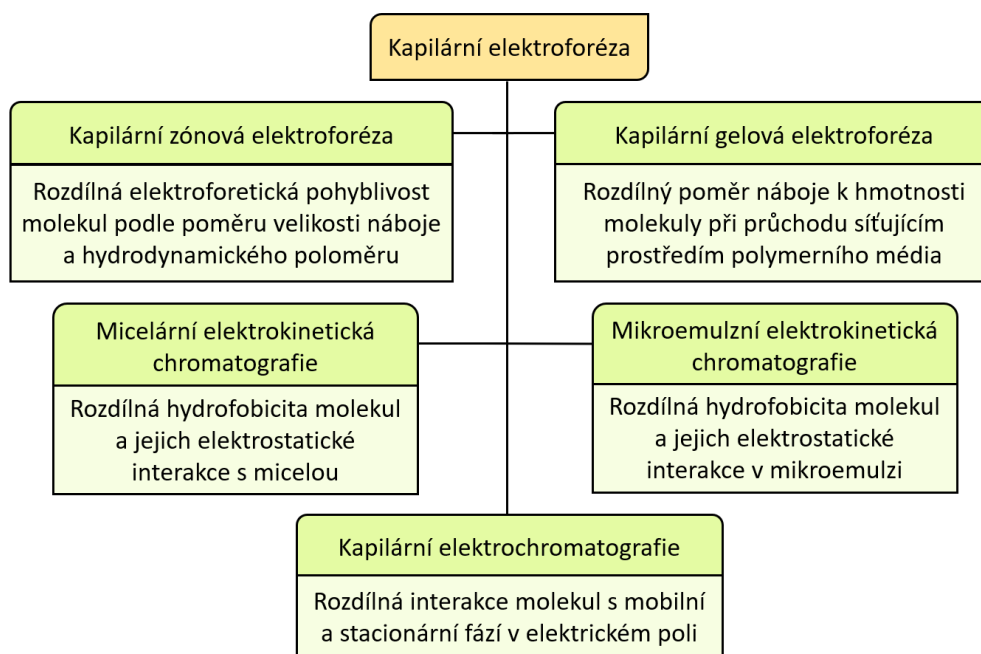 Kapilární elektroforéza
Kapilární zónová elektroforéza
Rozdílná elektroforetická pohyblivost
molekul podle poměru velikosti náboje
a hydrodynamického poloměru
Kapilární gelová elektroforéza
Rozdílný poměr náboje k hmotnosti
molekuly při průchodu síťujícím
prostředím polymerního média
Micelární elektrokinetická
chromatografie
Rozdílná hydrofobicita molekul
a jejich elektrostatické
interakce s micelou
Mikroemulzní elektrokinetická
chromatografie
Rozdílná hydrofobicita molekul
a jejich elektrostatické
interakce v mikroemulzi
Kapilární elektrochromatografie
Rozdílná interakce molekul s mobilní
a stacionární fází v elektrickém poli